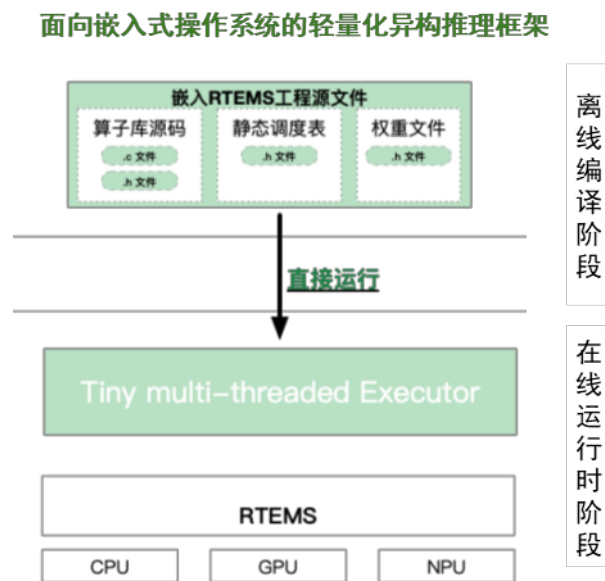 面向嵌入式操作系统的轻量化异构推理框架
嵌入RTEMS工程源文件
算子库源码
.c 文件
.h 文件
静态调度表
.h 文件
权重文件
.h 文件
直接运行
离线编译阶段
Tiny multi-threaded Executor
RTEMS
CPU
GPU
NPU
在线运行时阶段